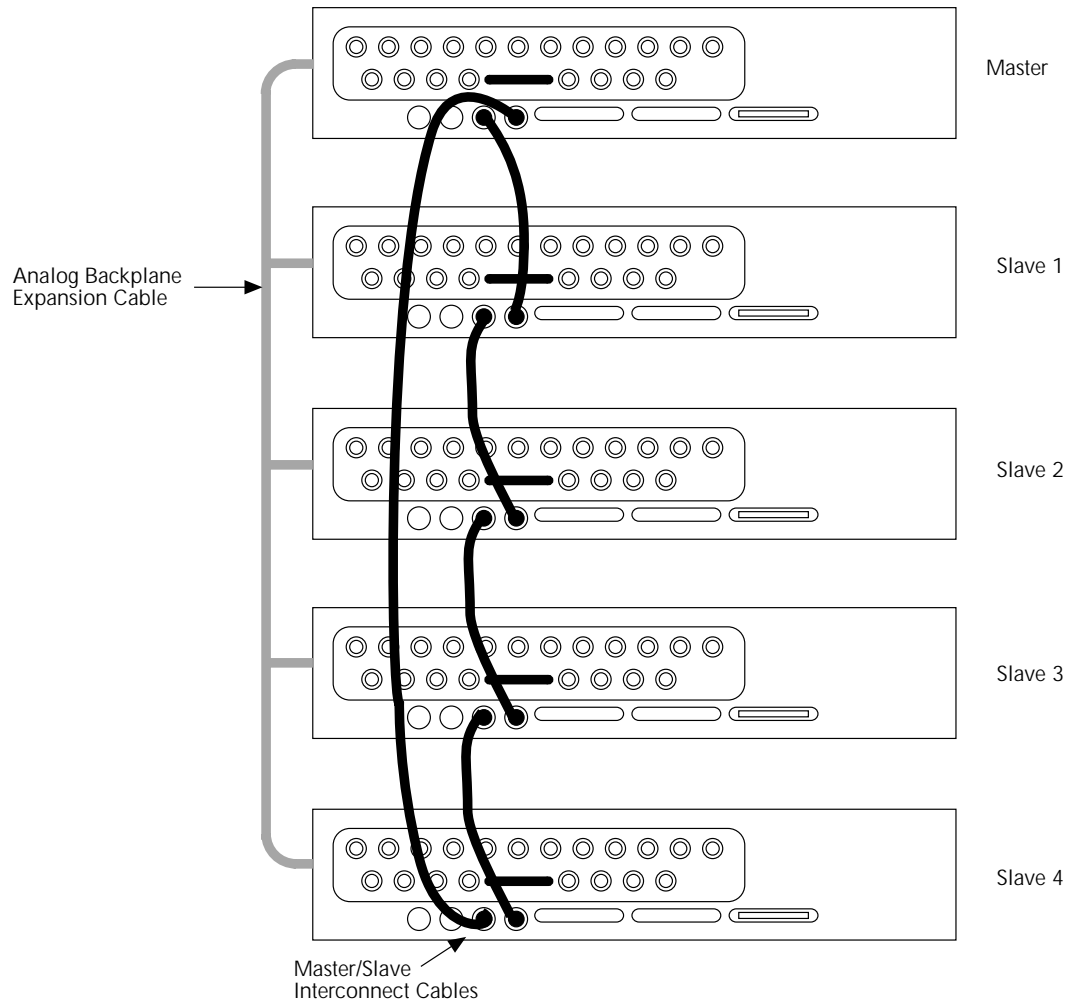 Master
Slave 1
Analog Backplane
Expansion Cable
Slave 2
Slave 3
Slave 4
Master/Slave
Interconnect Cables